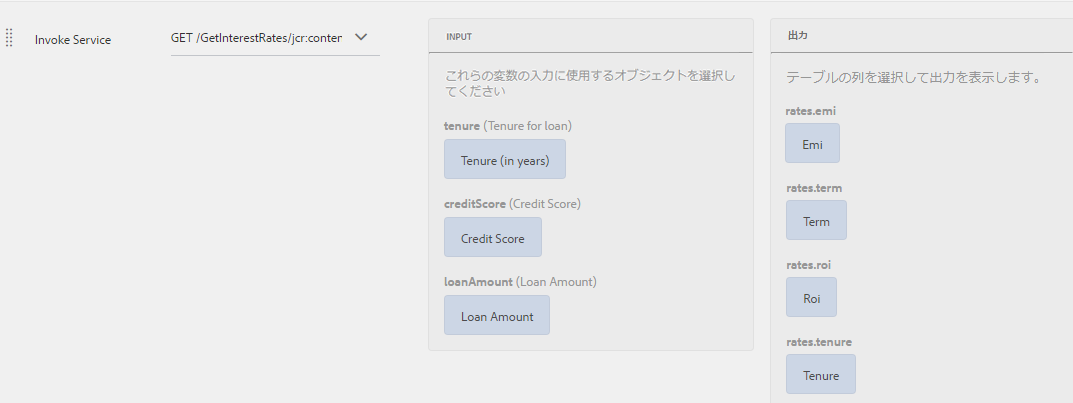 Invoke Service
GET /GetInterestRates/jcr:conter
INPUT
これらの変数の入力に使用するオブジェクトを選択し
てください
tenure (Tenure for loan)
Tenure (in years)
creditScore (Credit Score)
Credit Score
loanAmount (Loan Amount)
Loan Amount
出力
テーブルの列を選択して出力を表示します。
rates.emi
Emi
rates.term
Term
rates.roi
Roi
rates.tenure
Tenure